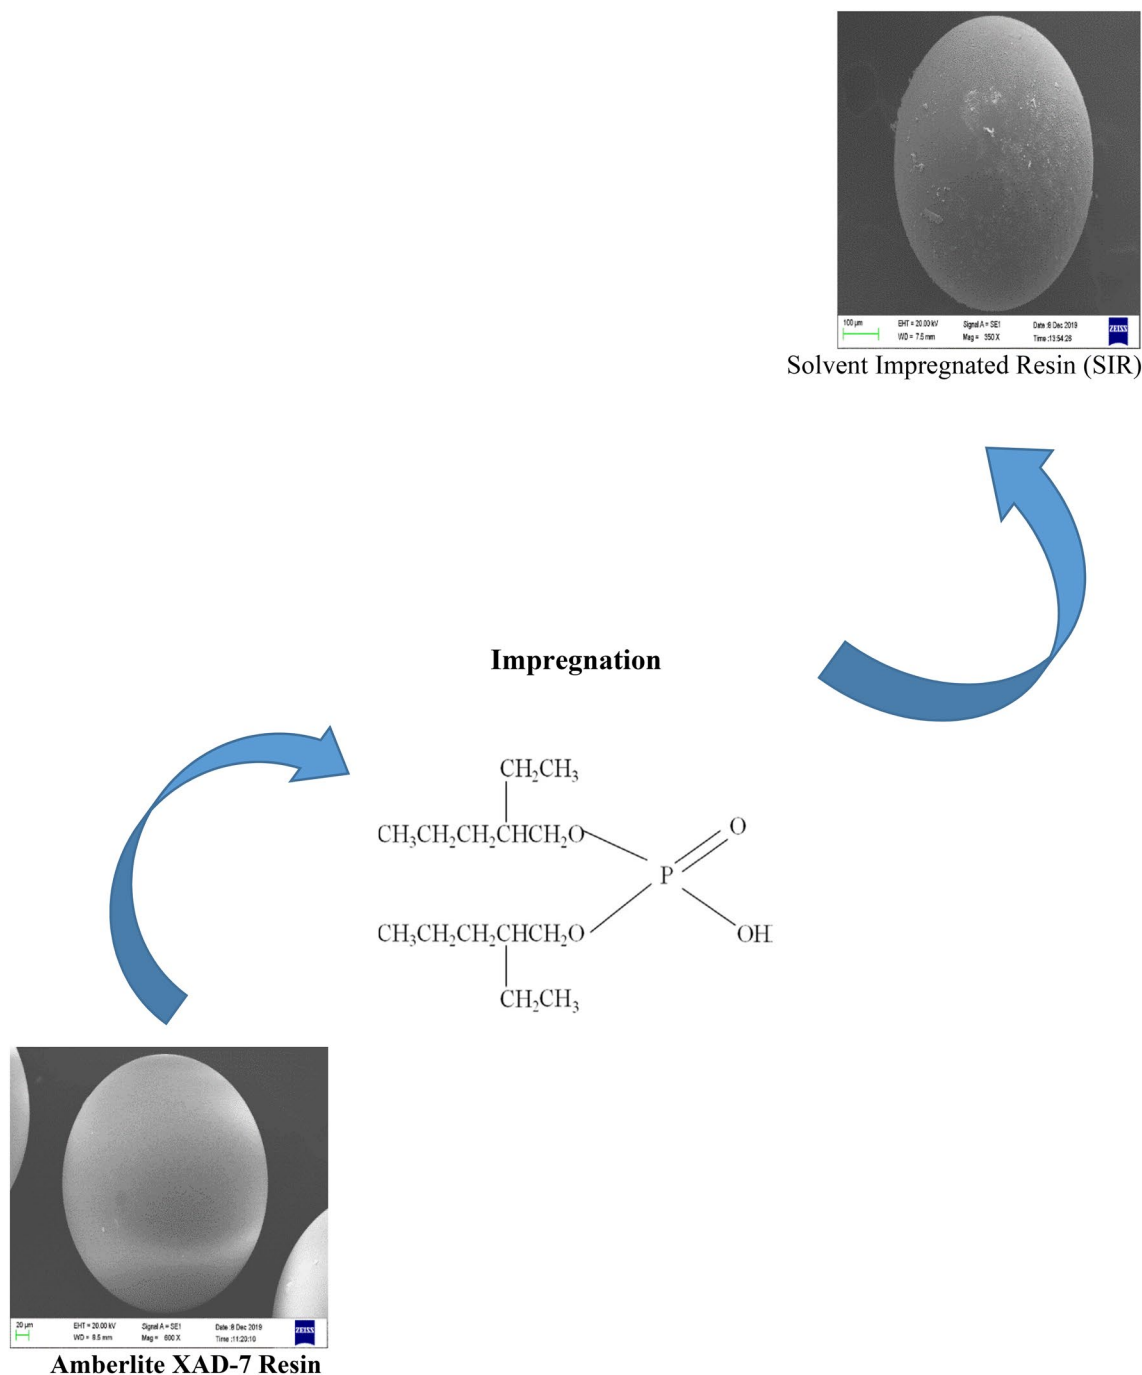 100 µm
EHT = 20.00 kV
Signal A = SE1
Date :8 Dec 2019
ZEISS
WD = 7.5 mm
Mag = 350 X
Time :13:54:28
Solvent Impregnated Resin (SIR)
Impregnation
CH₂CH₃
CH₃CH₂CH₂CHCH₂O
O
P
CH₃CH₂CH₂CHCH₂O
OH
CH₂CH₃
20 µm
EHT = 20.00 kV
Signal A = SE1
Date :8 Dec 2019
ZEISS
WD = 9.5 mm
Mag = 600 X
Time :11:20:10
Amberlite XAD-7 Resin